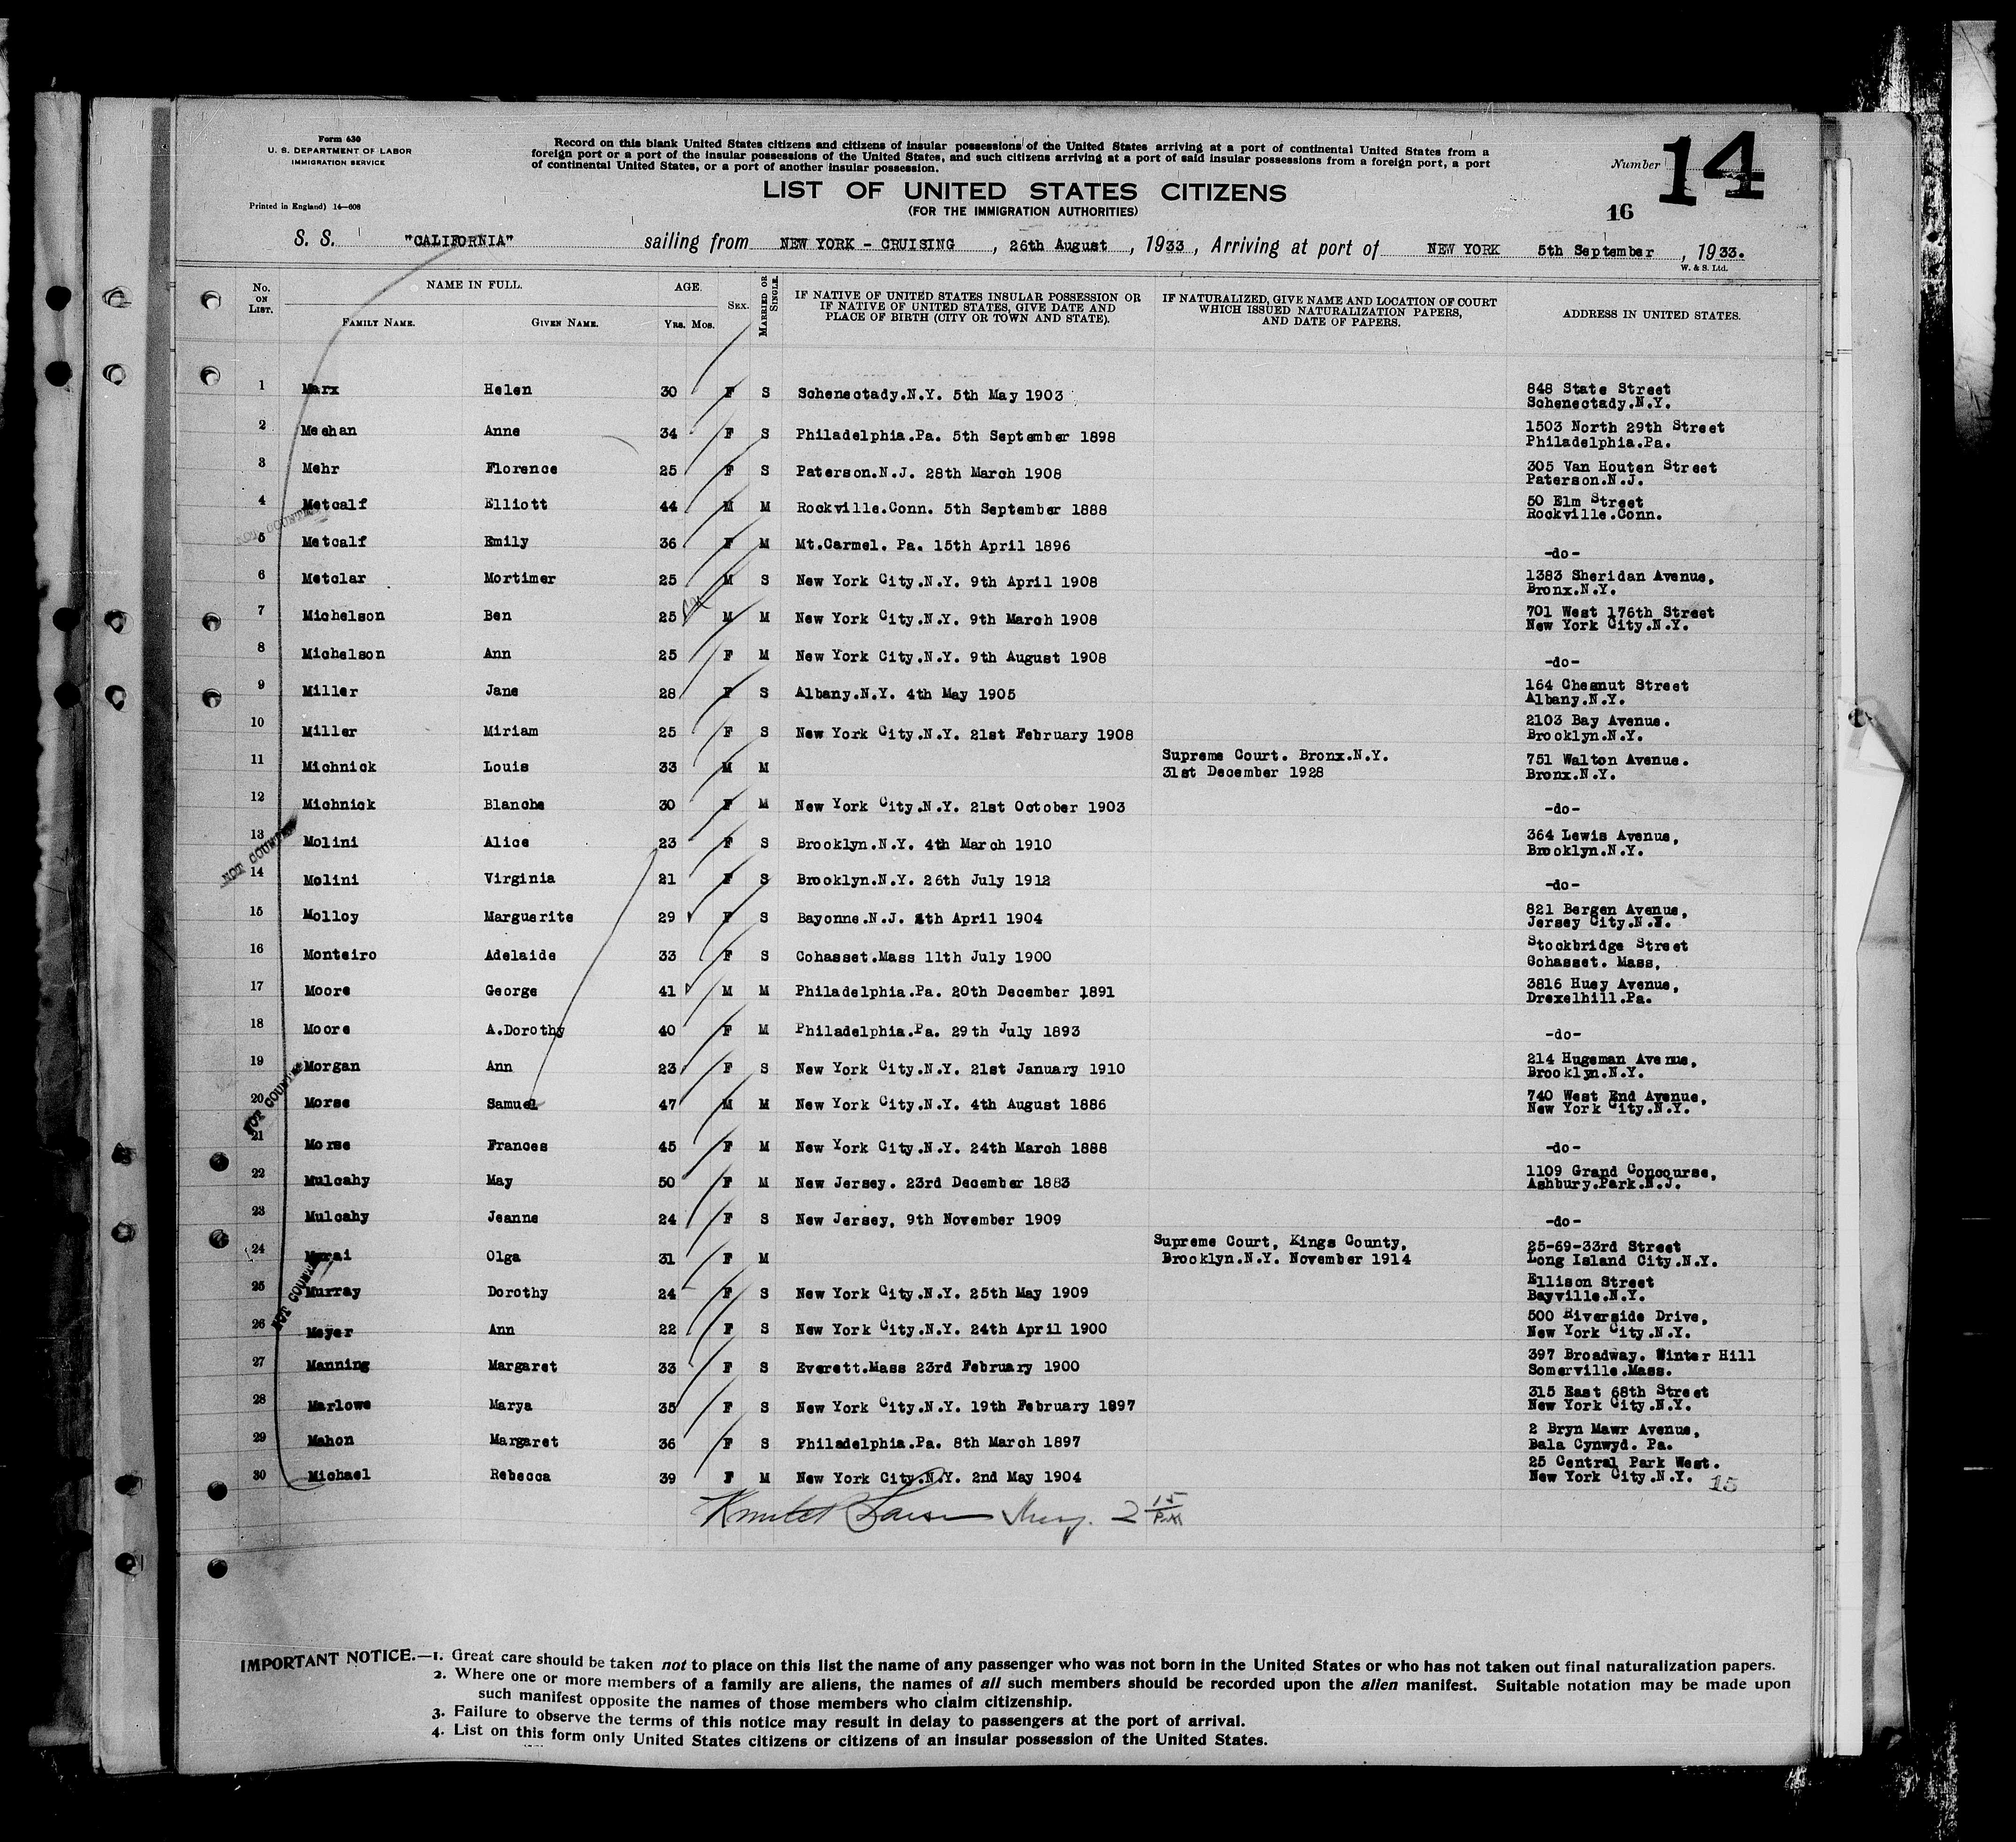 Form 630
U. S. DEPARTMENT OF LABOR
IMMIGRATION SERVICE
Printed in England) 14—608
Record on this blank United States citizens and citizens of insular possessions of the United States arriving at a port of continental United States from a
foreign port or a port of the insular possessions of the United States, and such citizens arriving at a port of said insular possessions from a foreign port, a port
of continental United States, or a port of another insular possession.
Number 14
LIST OF UNITED STATES CITIZENS
(FOR THE IMMIGRATION AUTHORITIES)
16
S. S. "CALIFORNIA" sailing from NEW YORK - CRUISING, 26th August, 1933, Arriving at port of NEW YORK 5th September, 1933.
W. & S. Ltd.
No. ON LIST. NAME IN FULL. AGE. SEX. MARRIED OR SINGLE. IF NATIVE OF UNITED STATES INSULAR POSSESSION OR IF NATIVE OF UNITED STATES, GIVE DATE AND PLACE OF BIRTH (CITY OR TOWN AND STATE). IF NATURALIZED, GIVE NAME AND LOCATION OF COURT WHICH ISSUED NATURALIZATION PAPERS, AND DATE OF PAPERS. ADDRESS IN UNITED STATES.
FAMILY NAME. GIVEN NAME. YRS. MOS.
1 Marx Helen 30 F S Schenectady.N.Y. 5th May 1903 848 State Street
Schenectady.N.Y.
2 Meehan Anne 34 F S Philadelphia.Pa. 5th September 1898 1503 North 29th Street
Philadelphia.Pa.
3 Mehr Florence 25 F S Paterson.N.J. 28th March 1908 305 Van Houten Street
Paterson.N.J.
4 Metcalf Elliott 44 M M Rockville.Conn. 5th September 1888 50 Elm Street
Rockville.Conn.
NOT COUNTED
5 Metcalf Emily 36 F M Mt.Carmel. Pa. 15th April 1896 -do-
6 Metclar Mortimer 25 M S New York City.N.Y. 9th April 1908 1383 Sheridan Avenue,
Bronx.N.Y.
7 Michelson Ben 25 M M New York City.N.Y. 9th March 1908 701 West 176th Street
New York City.N.Y.
8 Michelson Ann 25 F M New York City.N.Y. 9th August 1908 -do-
9 Miller Jane 28 F S Albany.N.Y. 4th May 1905 164 Chesnut Street
Albany.N.Y.
10 Miller Miriam 25 F S New York City.N.Y. 21st February 1908 2103 Bay Avenue.
Brooklyn.N.Y.
11 Michnick Louis 33 M M Supreme Court. Bronx.N.Y. 751 Walton Avenue.
31st December 1928 Bronx.N.Y.
12 Michnick Blanche 30 F M New York City.N.Y. 21st October 1903 -do-
13 Molini Alice 23 F S Brooklyn.N.Y. 4th March 1910 364 Lewis Avenue,
Brooklyn.N.Y.
NOT COUNTED
14 Molini Virginia 21 F S Brooklyn.N.Y. 26th July 1912 -do-
15 Molloy Marguerite 29 F S Bayonne.N.J. 4th April 1904 821 Bergen Avenue,
Jersey City.
16 Monteiro Adelaide 33 F S Cohasset.Mass 11th July 1900 Stockbridge Street
Cohasset. Mass,
17 Moore George 41 M M Philadelphia.Pa. 20th December 1891 3816 Huey Avenue,
Drexelhill.Pa.
18 Moore A.Dorothy 40 F M Philadelphia.Pa. 29th July 1893 -do-
19 Morgan Ann 23 F S New York City.N.Y. 21st January 1910 214 Hugeman Avenue,
Brooklyn.N.Y.
NOT COUNTED
20 Morse Samuel 47 M M New York City.N.Y. 4th August 1886 740 West End Avenue,
New York City.N.Y.
21 Morse Frances 45 F M New York City.N.Y. 24th March 1888 -do-
22 Mulcahy May 50 F M New Jersey. 23rd December 1883 1109 Grand Concourse,
Ashbury.Park.N.J.
23 Mulcahy Jeanne 24 F S New Jersey, 9th November 1909 -do-
24 Murai Olga 31 F M Supreme Court, Kings County, 25-69-33rd Street
Brooklyn.N.Y. November 1914 Long Island City.N.Y.
NOT COUNTED
25 Murray Dorothy 24 F S New York City.N.Y. 25th May 1909 Ellison Street
Bayville.N.Y.
26 Meyer Ann 22 F S New York City.N.Y. 24th April 1900 500 Riverside Drive,
New York City.N.Y.
27 Manning Margaret 33 F S Everett.Mass 23rd February 1900 397 Broadway. Winter Hill
Somerville.Mass.
28 Marlowe Marya 35 F S New York City.N.Y. 19th February 1897 315 East 68th Street
New York City.N.Y.
29 Mahon Margaret 36 F S Philadelphia.Pa. 8th March 1897 2 Bryn Mawr Avenue,
Bala Cynwyd. Pa.
30 Michael Rebecca 39 F M New York City.N.Y. 2nd May 1904 25 Central Park West.
New York City.N.Y. 15
2 15 P.M
IMPORTANT NOTICE.—1. Great care should be taken not to place on this list the name of any passenger who was not born in the United States or who has not taken out final naturalization papers.
2. Where one or more members of a family are aliens, the names of all such members should be recorded upon the alien manifest. Suitable notation may be made upon
such manifest opposite the names of those members who claim citizenship.
3. Failure to observe the terms of this notice may result in delay to passengers at the port of arrival.
4. List on this form only United States citizens or citizens of an insular possession of the United States.